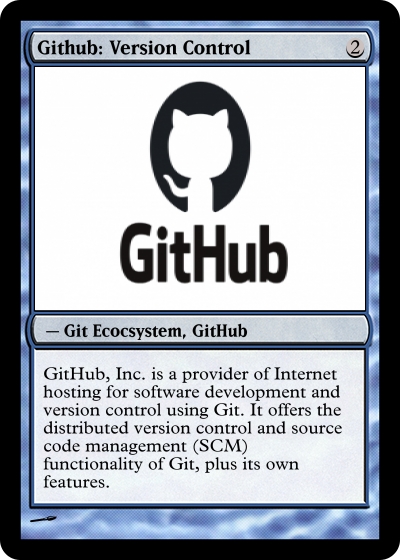 Github: Version Control 2
GitHub
— Git Ecocsystem, GitHub
GitHub, Inc. is a provider of Internet
hosting for software development and
version control using Git. It offers the
distributed version control and source
code management (SCM)
functionality of Git, plus its own
features.